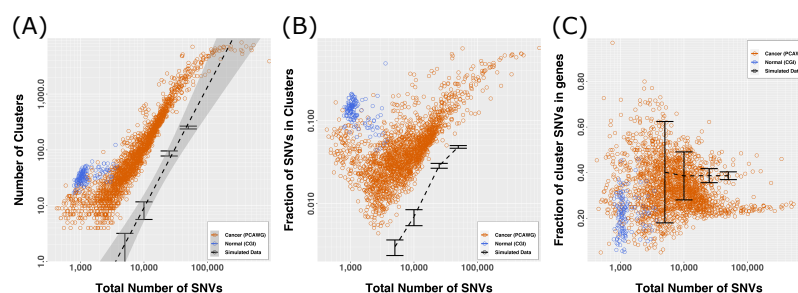 (A)
Number of Clusters
1,000.0
100.0
10.0
1.0
1,000
10,000
100,000
Total Number of SNVs
Cancer (PCAWG)
Normal (CGI)
Simulated Data
(B)
Fraction of SNVs in Clusters
0.100
0.010
1,000
10,000
100,000
Total Number of SNVs
Cancer (PCAWG)
Normal (CGI)
Simulated Data
(C)
Fraction of cluster SNVs in genes
0.80
0.60
0.40
0.20
1,000
10,000
100,000
Total Number of SNVs
Cancer (PCAW
Normal (CGI)
Simulated Dat